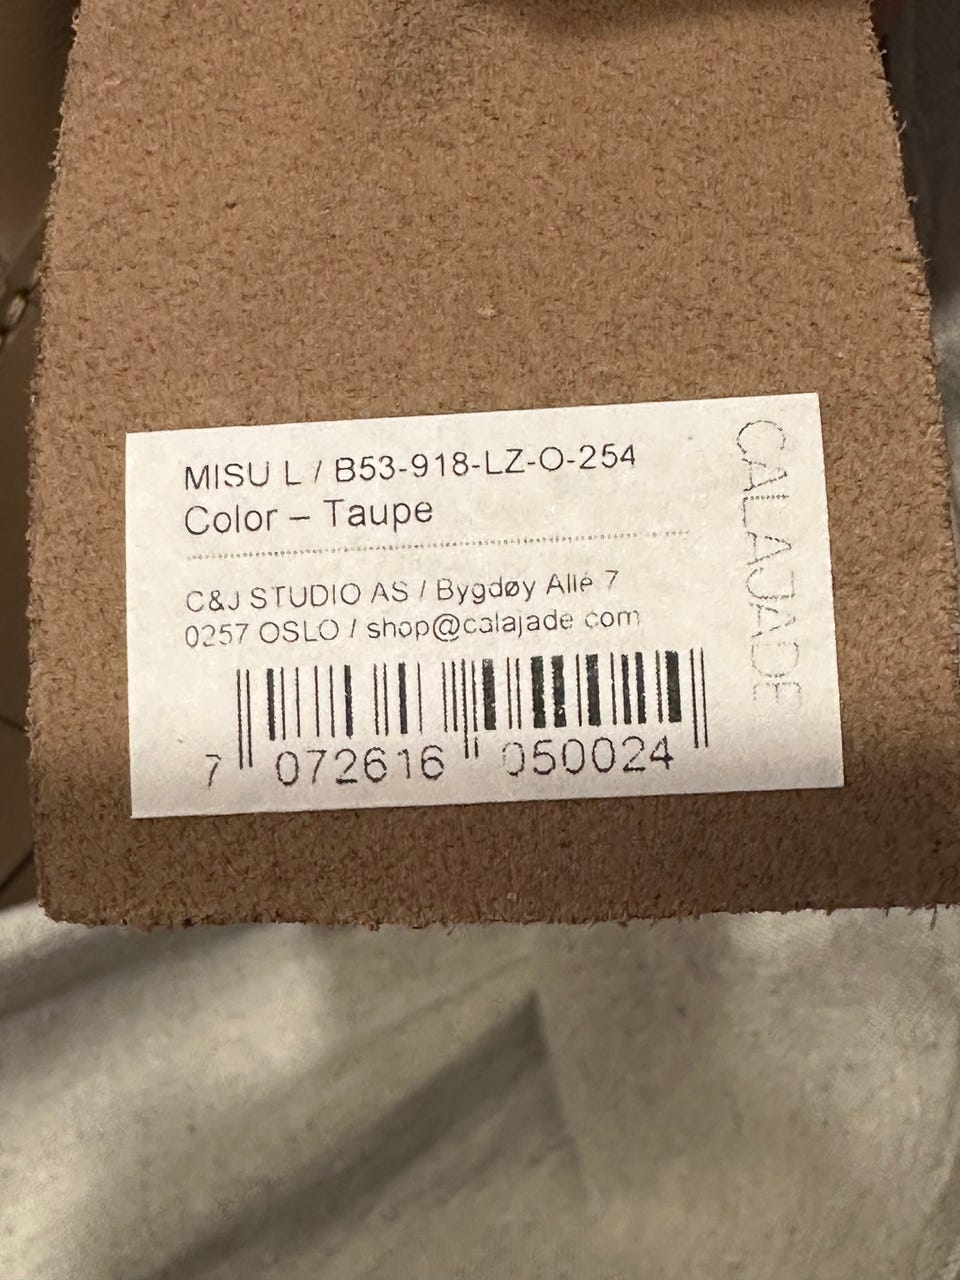 MISU L / B53-918-LZ-O-254
Color – Taupe
C&J STUDIO AS / Bygdøy Allé 7
0257 OSLO / shop@calajade.com
7 072616 050024
CALAJADE